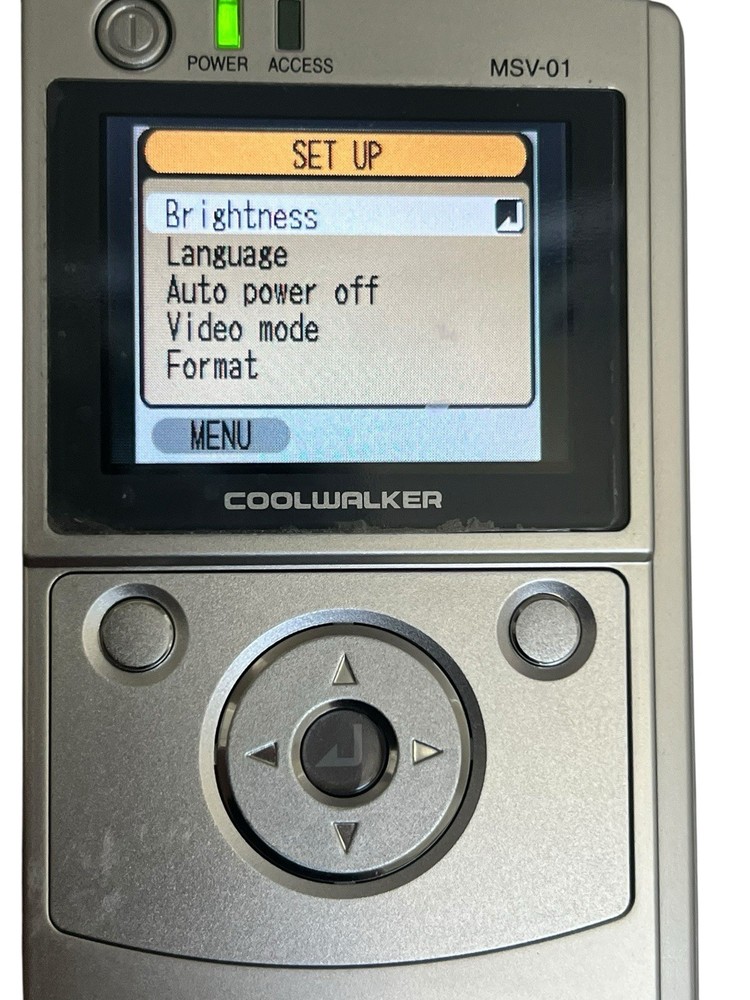 POWER ACCESS MSV-01
SET UP
Brightness
Language
Auto power off
Video mode
Format
MENU
COOLWALKER